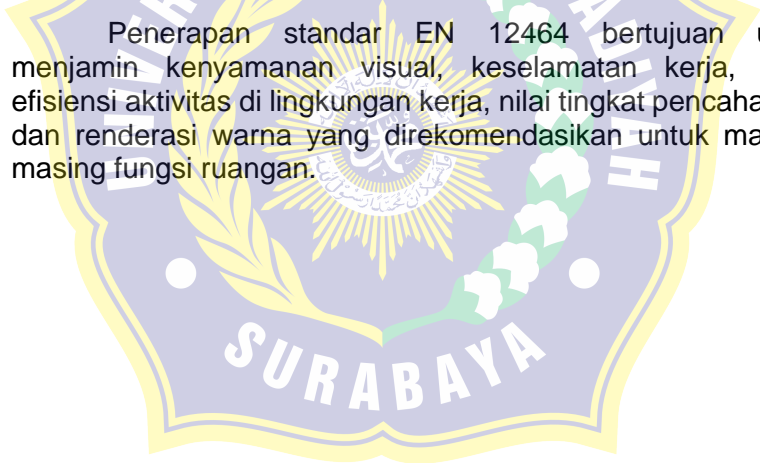 Penerapan standar EN 12464 bertujuan u
menjamin kenyamanan visual, keselamatan kerja,
efisiensi aktivitas di lingkungan kerja, nilai tingkat pencaha
dan renderasi warna yang direkomendasikan untuk ma
masing fungsi ruangan.
SURABAYA